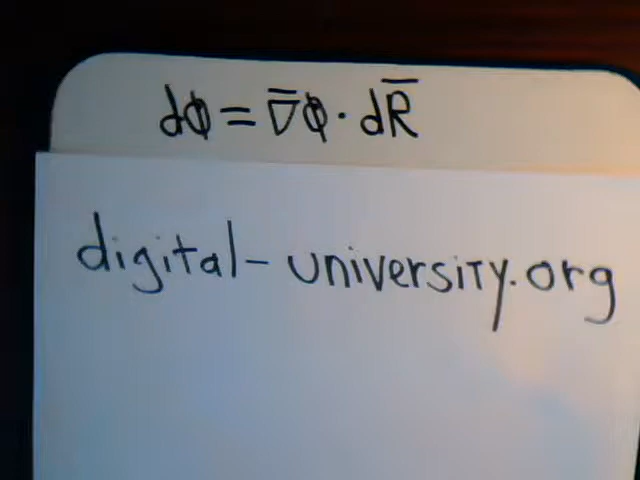 dϕ = ∇̅ϕ · dR̅
digital-university.org